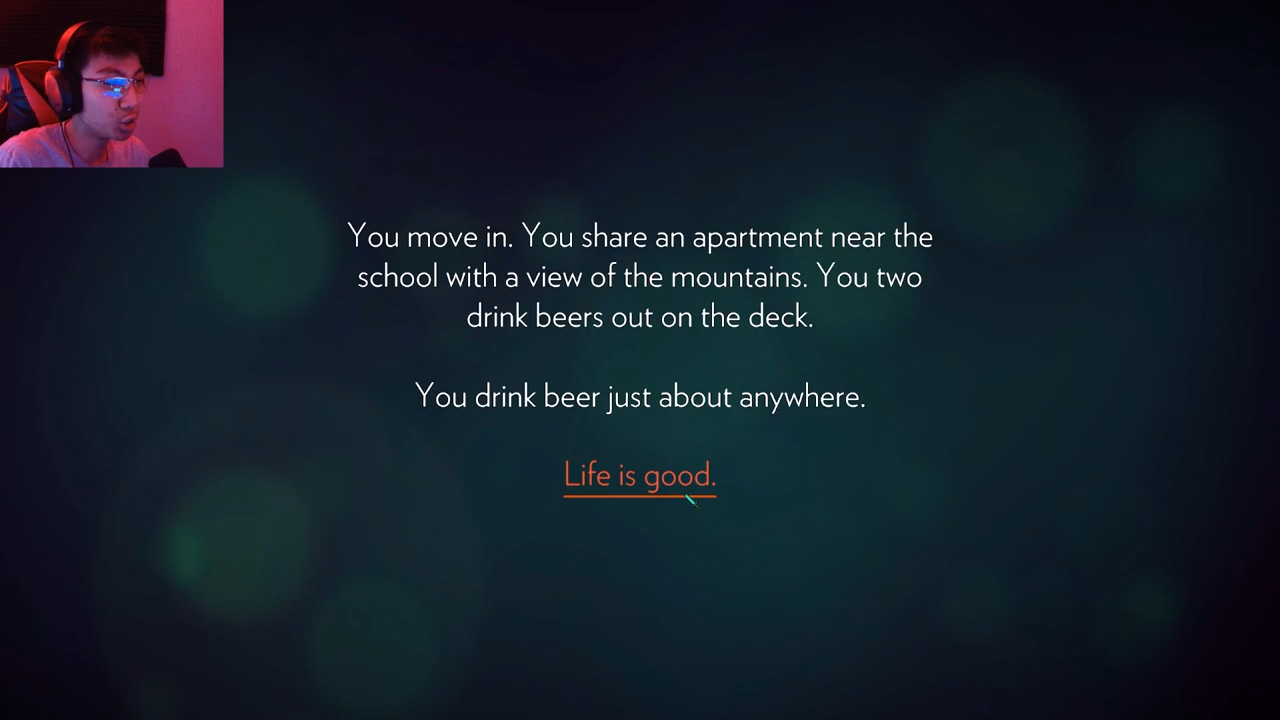 You move in. You share an apartment near the
school with a view of the mountains. You two
drink beers out on the deck.
You drink beer just about anywhere.
Life is good.